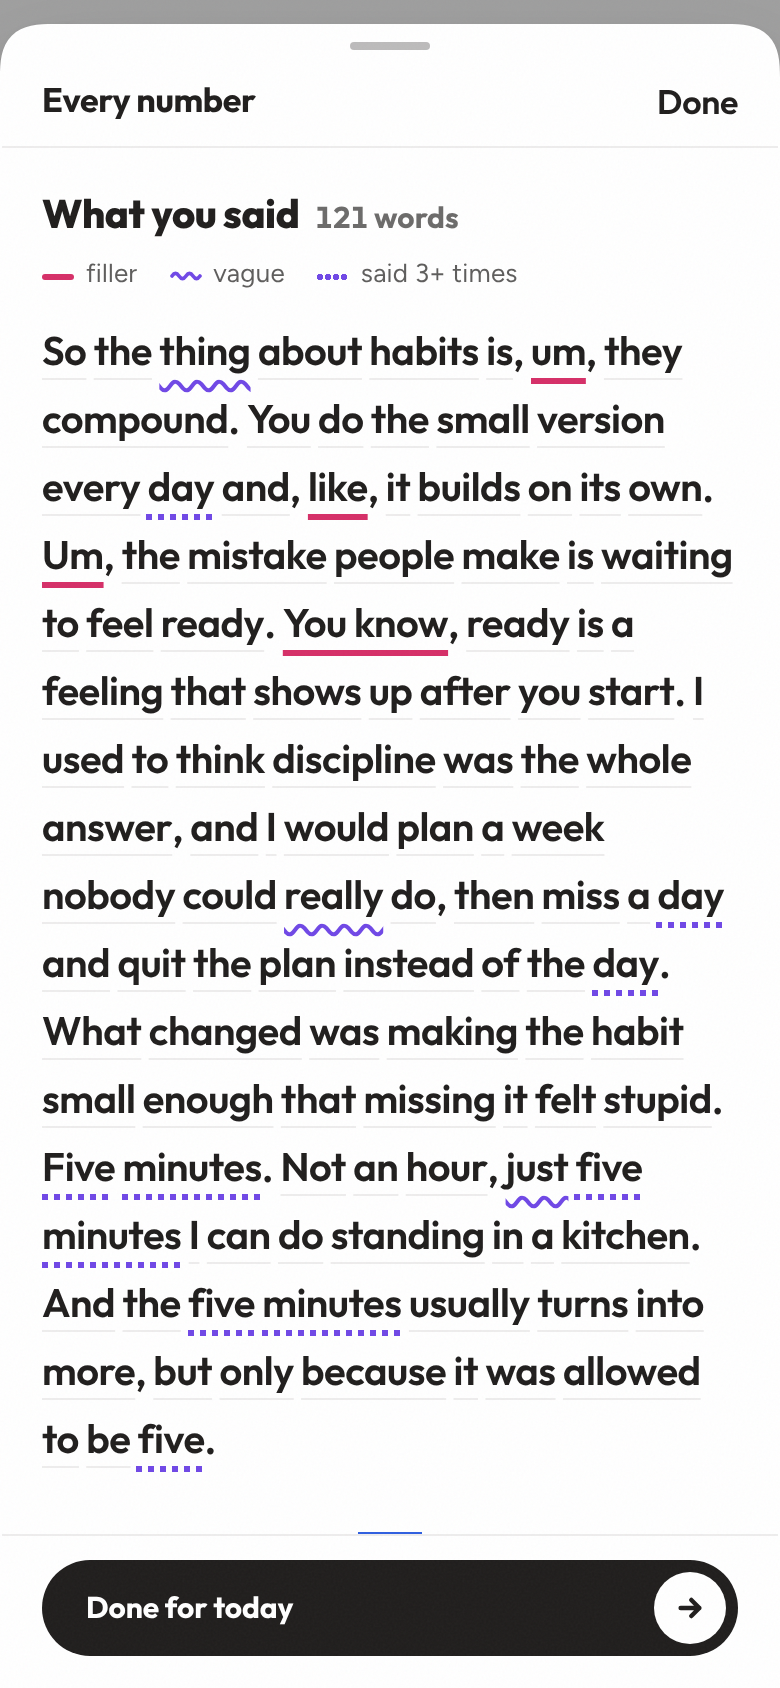 Every number
Done
What you said 121 words
filler vague said 3+ times
So the thing about habits is, um, they
compound. You do the small version
every day and, like, it builds on its own.
Um, the mistake people make is waiting
to feel ready. You know, ready is a
feeling that shows up after you start. I
used to think discipline was the whole
answer, and I would plan a week
nobody could really do, then miss a day
and quit the plan instead of the day.
What changed was making the habit
small enough that missing it felt stupid.
Five minutes. Not an hour, just five
minutes I can do standing in a kitchen.
And the five minutes usually turns into
more, but only because it was allowed
to be five.
Done for today